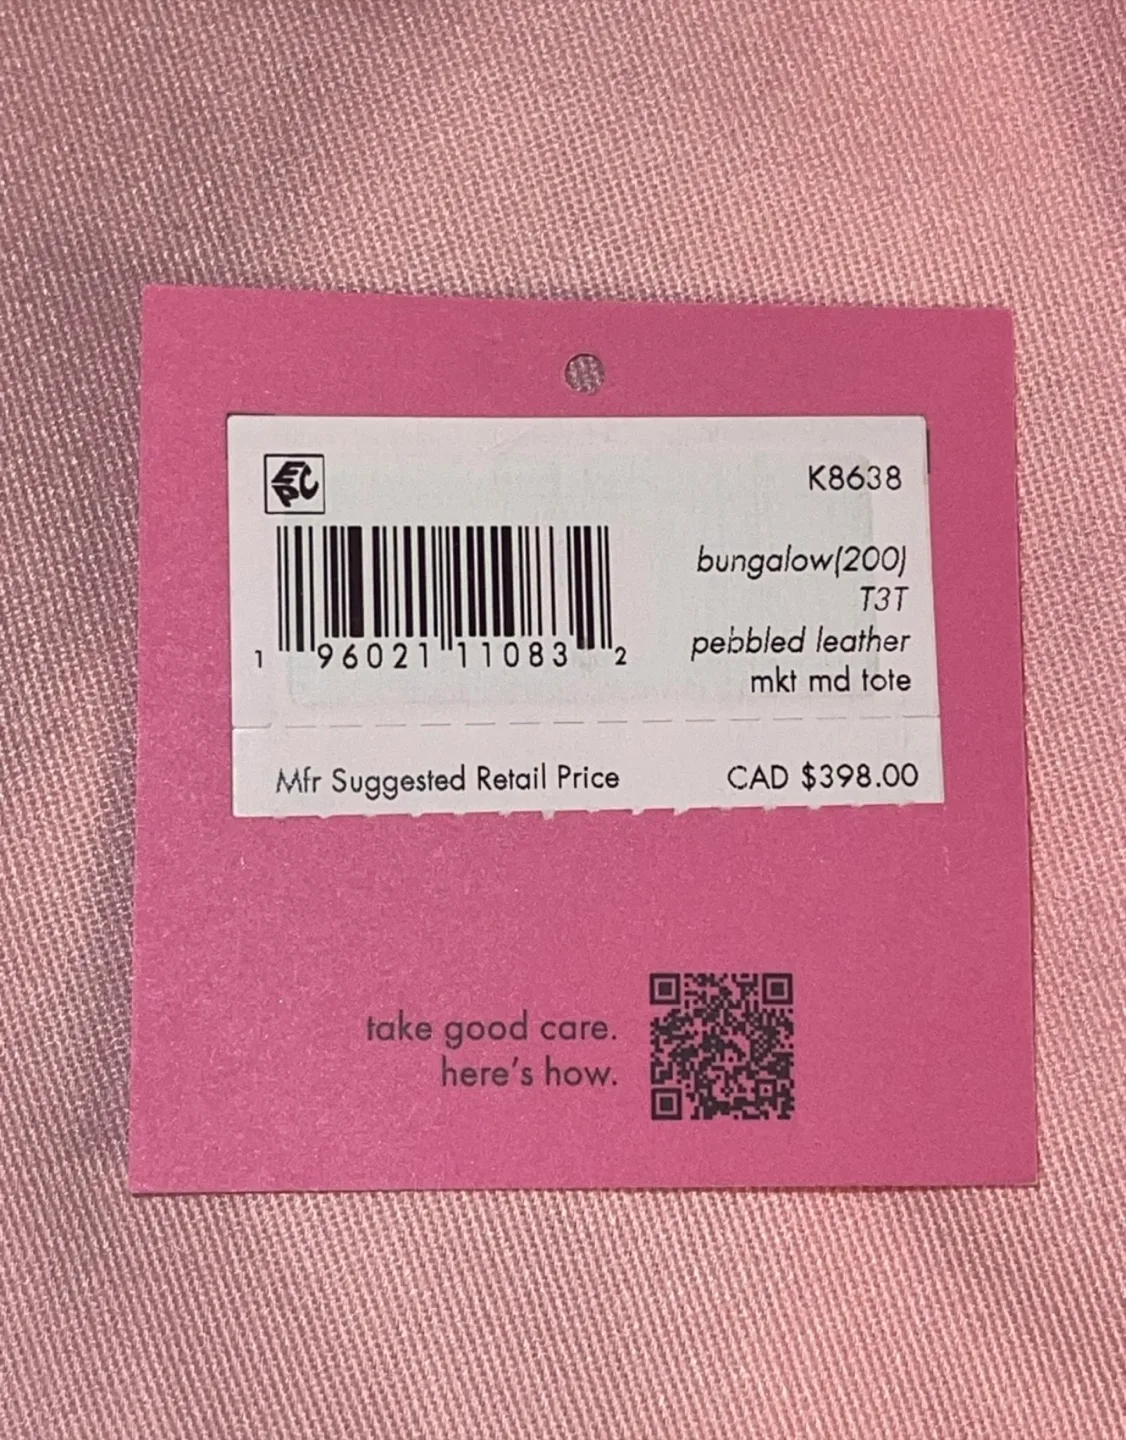 EPC
K8638
bungalow(200)
T3T
pebbled leather
mkt md tote
1 96021 11083 2
Mfr Suggested Retail Price CAD $398.00
take good care.
here's how.